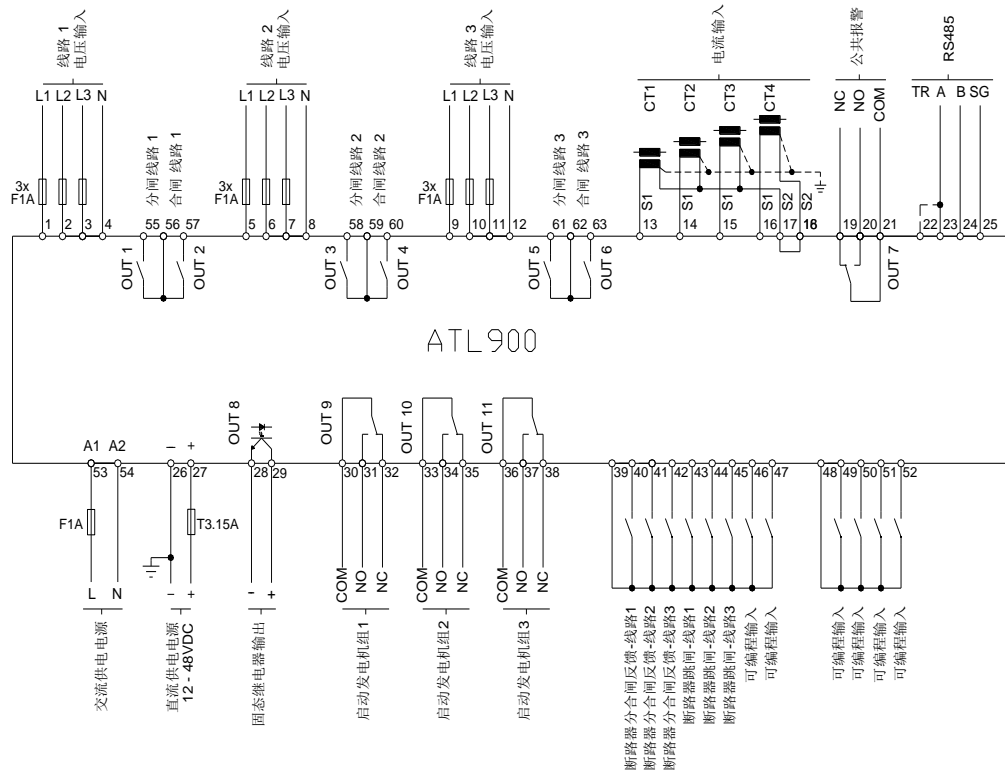 线路 1
电压输入
线路 2
电压输入
线路 3
电压输入
电流输入
公共报警
RS485
L1 L2 L3 N
L1 L2 L3 N
L1 L2 L3 N
CT1 CT2 CT3 CT4
NC NO COM
TR A B SG
3x
F1A
分闸线路 1
合闸 线路 1
3x
F1A
分闸线路 2
合闸线路 2
3x
F1A
分闸线路 3
合闸线路 3
S1 S1 S1 S1 S2 S2
1 2 3 4 55 56 57 5 6 7 8 58 59 60 9 10 11 12 61 62 63 13 14 15 16 17 18 19 20 21 22 23 24 25
OUT 1
OUT 2
OUT 3
OUT 4
OUT 5
OUT 6
OUT 7
ATL900
OUT 8
OUT 9
OUT 10
OUT 11
A1 A2
– +
53 54 26 27 28 29 30 31 32 33 34 35 36 37 38 39 40 41 42 43 44 45 46 47 48 49 50 51 52
F1A
T3.15A
L N
– +
- +
COM NO NC
COM NO NC
COM NO NC
交流供电电源
直流供电电源
12 - 48VDC
固态继电器输出
启动发电机组1
启动发电机组2
启动发电机组3
断路器分合闸反馈-线路1
断路器分合闸反馈-线路2
断路器分合闸反馈-线路3
断路器跳闸-线路1
断路器跳闸-线路2
断路器跳闸-线路3
可编程输入
可编程输入
可编程输入
可编程输入
可编程输入
可编程输入